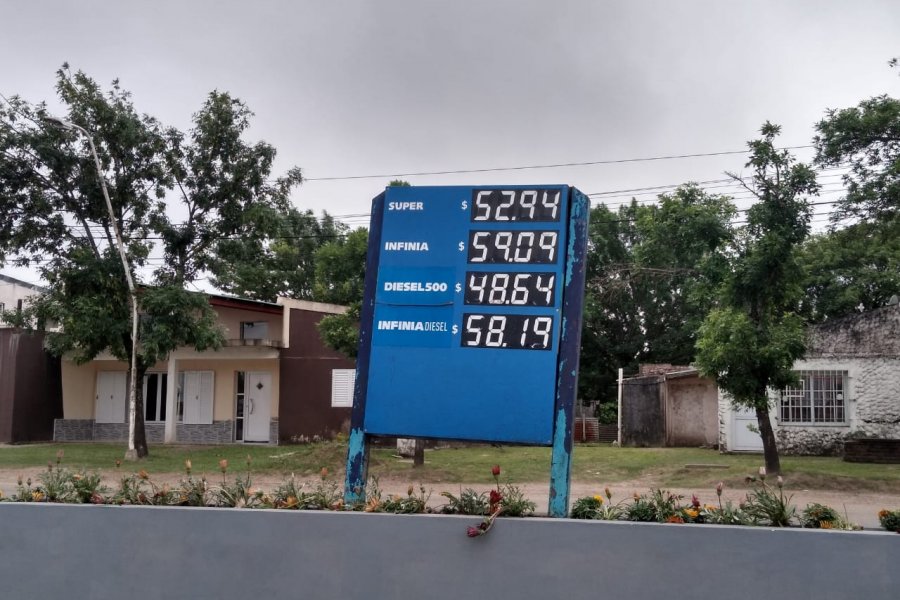 SUPER $ 52.94
INFINIA $ 59.09
DIESEL500 $ 48.64
INFINIA DIESEL $ 58.19